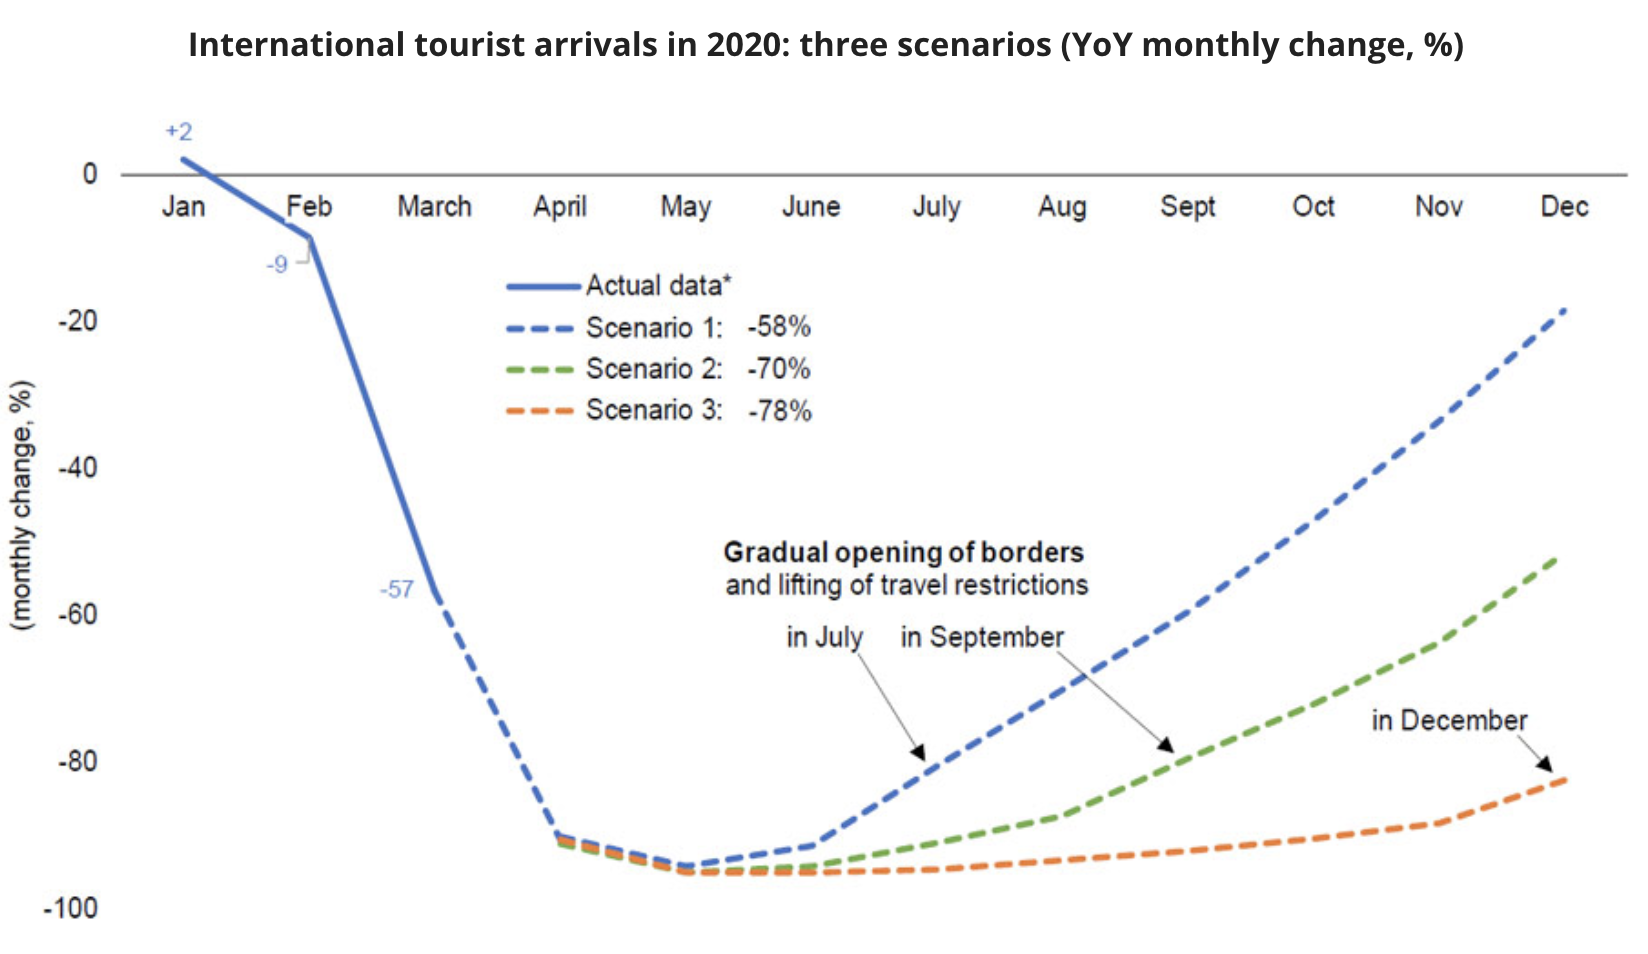 International tourist arrivals in 2020: three scenarios (YoY monthly change, %)
+2
0
Jan Feb March April May June July Aug Sept Oct Nov Dec
-9
Actual data*
-20
Scenario 1: -58%
Scenario 2: -70%
Scenario 3: -78%
(monthly change, %)
-40
Gradual opening of borders
and lifting of travel restrictions
-57
-60
in July in September
in December
-80
-100